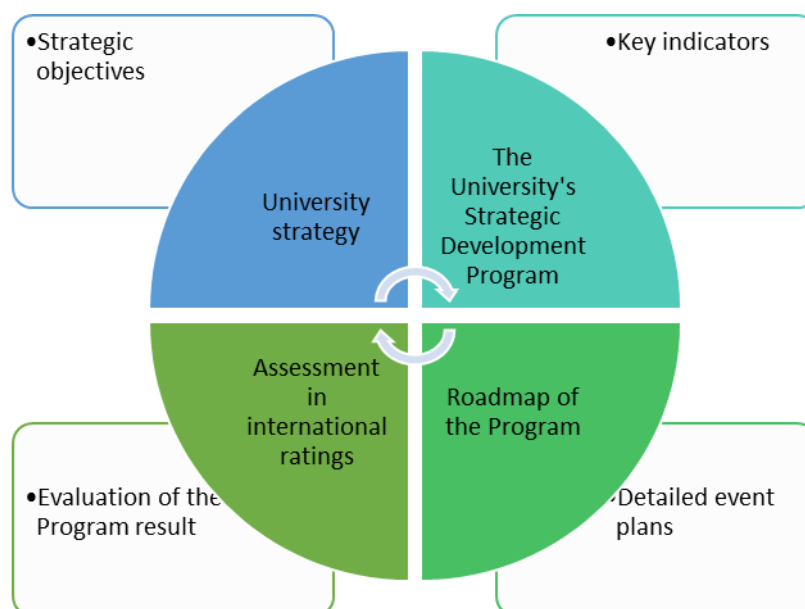 •Strategic
objectives
•Key indicators
University
strategy
The
University's
Strategic
Development
Program
Assessment
in
international
ratings
Roadmap of
the Program
•Evaluation of the
Program result
•Detailed event
plans